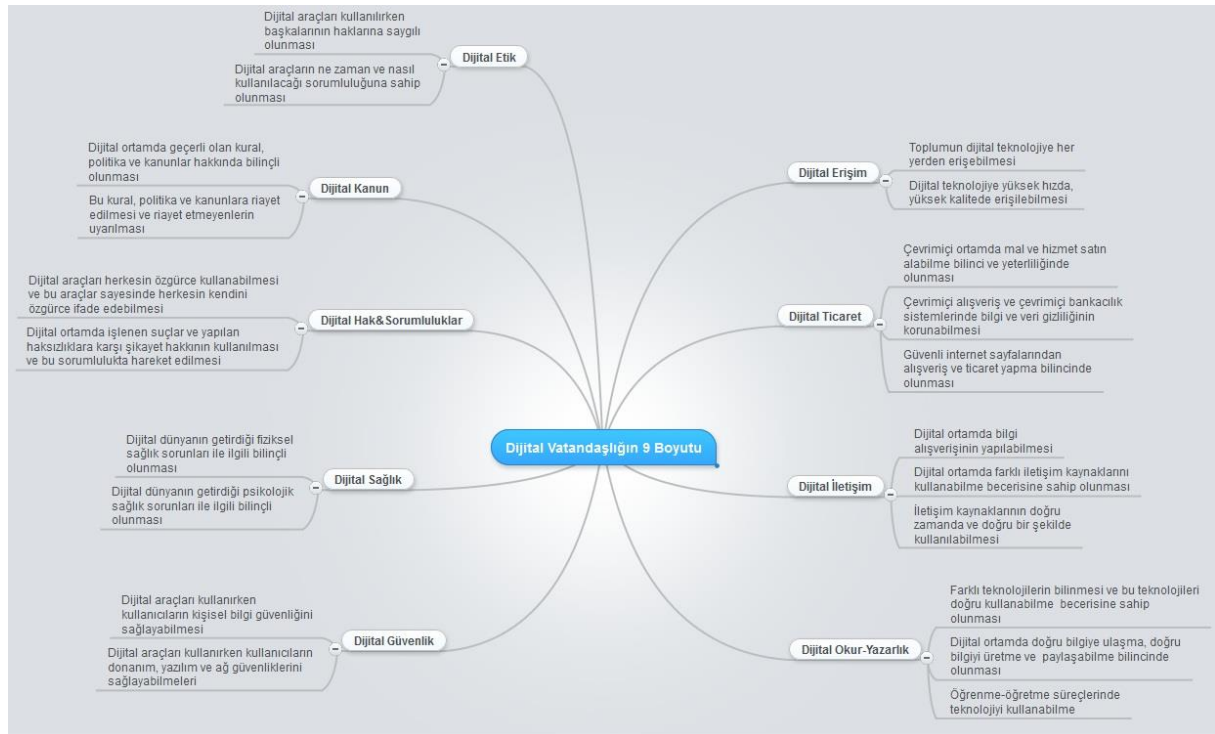 Dijital Vatandaşlığın 9 Boyutu
Dijital Etik
Dijital araçları kullanılırken
başkalarının haklarına saygılı
olunması
Dijital araçların ne zaman ve nasıl
kullanılacağı sorumluluğuna sahip
olunması
Dijital Kanun
Dijital ortamda geçerli olan kural,
politika ve kanunlar hakkında bilinçli
olunması
Bu kural, politika ve kanunlara riayet
edilmesi ve riayet etmeyenlerin
uyarılması
Dijital Hak&Sorumluluklar
Dijital araçları herkesin özgürce kullanabilmesi
ve bu araçlar sayesinde herkesin kendini
özgürce ifade edebilmesi
Dijital ortamda işlenen suçlar ve yapılan
haksızlıklara karşı şikayet hakkının kullanılması
ve bu sorumlulukta hareket edilmesi
Dijital Sağlık
Dijital dünyanın getirdiği fiziksel
sağlık sorunları ile ilgili bilinçli
olunması
Dijital dünyanın getirdiği psikolojik
sağlık sorunları ile ilgili bilinçli
olunması
Dijital Güvenlik
Dijital araçları kullanırken
kullanıcıların kişisel bilgi güvenliğini
sağlayabilmesi
Dijital araçları kullanırken kullanıcıların
donanım, yazılım ve ağ güvenliklerini
sağlayabilmeleri
Dijital Erişim
Toplumun dijital teknolojiye her
yerden erişebilmesi
Dijital teknolojiye yüksek hızda,
yüksek kalitede erişilebilmesi
Dijital Ticaret
Çevrimiçi ortamda mal ve hizmet satın
alabilme bilinci ve yeterliliğinde
olunması
Çevrimiçi alışveriş ve çevrimiçi bankacılık
sistemlerinde bilgi ve veri gizliliğinin
korunabilmesi
Güvenli internet sayfalarından
alışveriş ve ticaret yapma bilincinde
olunması
Dijital İletişim
Dijital ortamda bilgi
alışverişinin yapılabilmesi
Dijital ortamda farklı iletişim kaynaklarını
kullanabilme becerisine sahip olunması
İletişim kaynaklarının doğru
zamanda ve doğru bir şekilde
kullanılabilmesi
Dijital Okur-Yazarlık
Farklı teknolojilerin bilinmesi ve bu teknolojileri
doğru kullanabilme becerisine sahip
olunması
Dijital ortamda doğru bilgiye ulaşma, doğru
bilgiyi üretme ve paylaşabilme bilincinde
olunması
Öğrenme-öğretme süreçlerinde
teknolojiyi kullanabilme